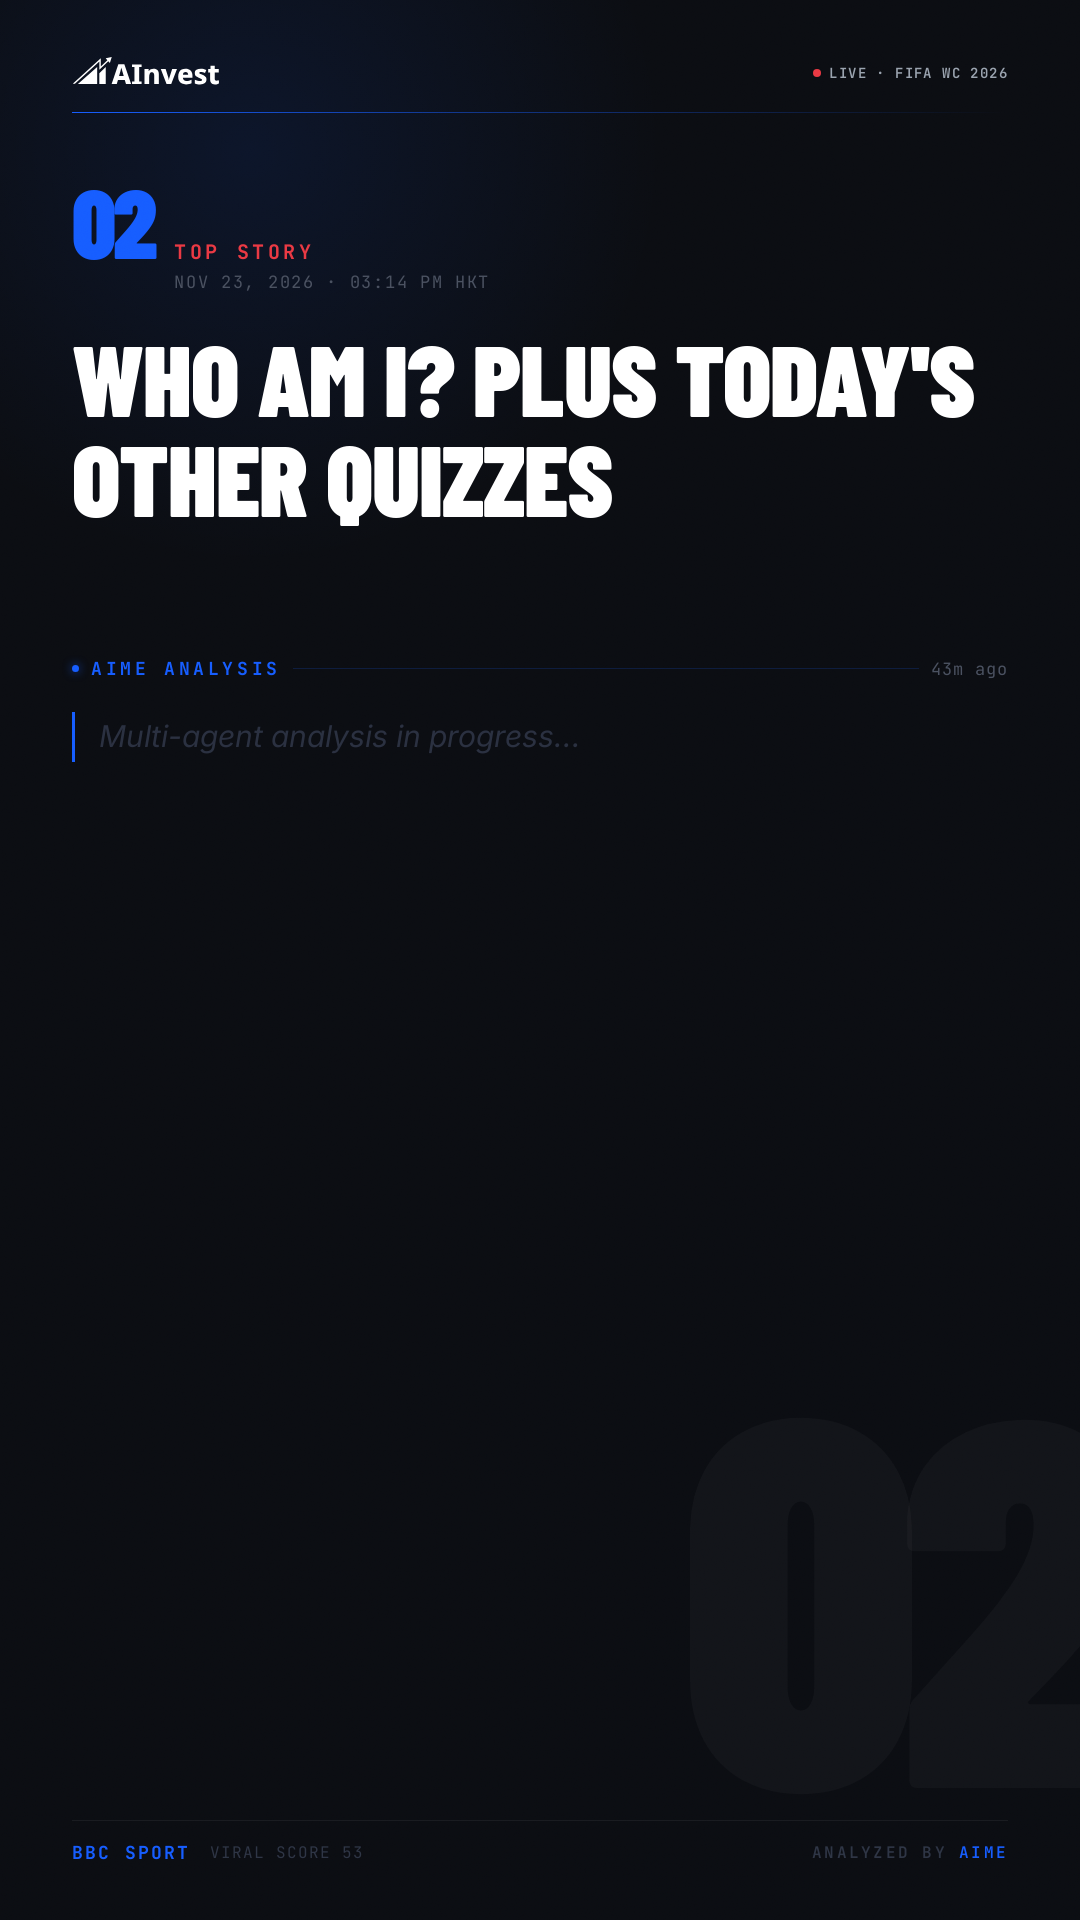 AInvest
LIVE · FIFA WC 2026
02
TOP STORY
NOV 23, 2026 · 03:14 PM HKT
WHO AM I? PLUS TODAY'S
OTHER QUIZZES
AIME ANALYSIS
43m ago
Multi-agent analysis in progress...
02
BBC SPORT
VIRAL SCORE 53
ANALYZED BY AIME